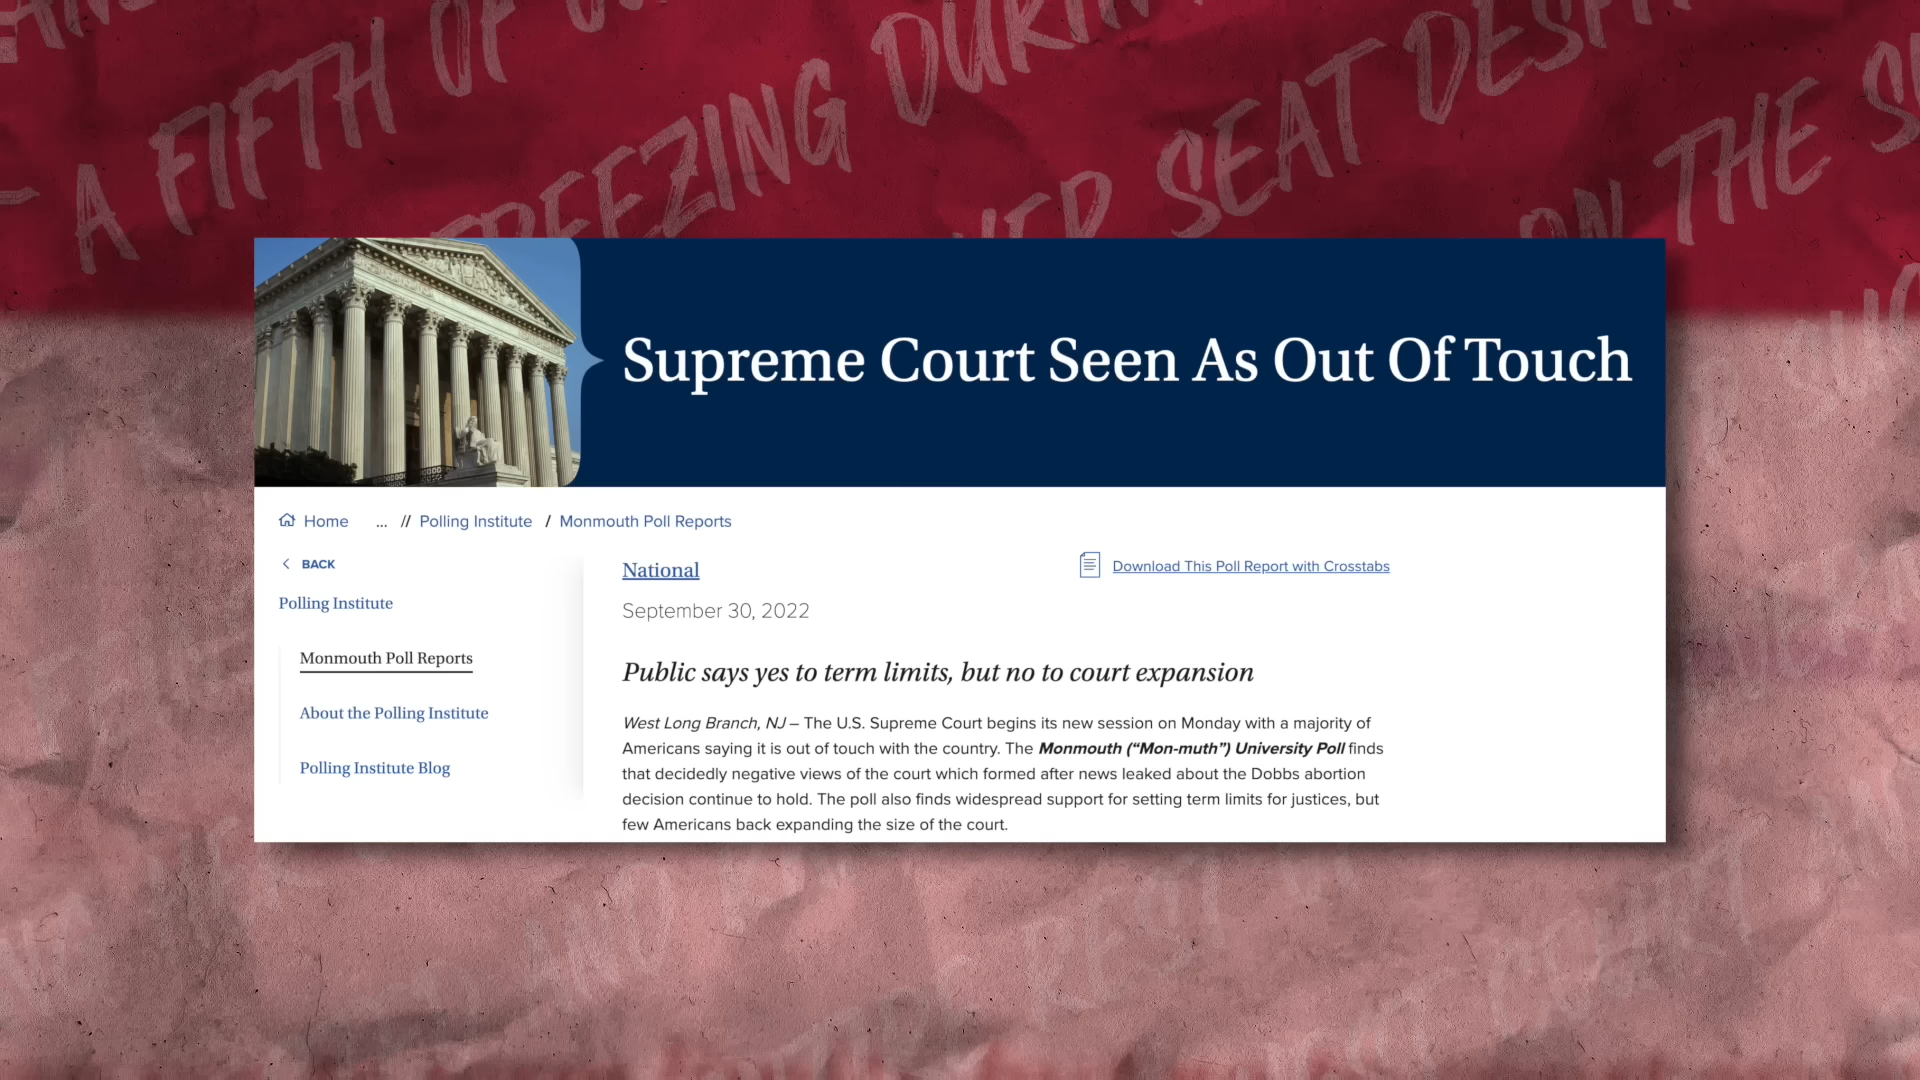 A FIFTH OF
FREEZING
SEAT
ON THE
Supreme Court Seen As Out Of Touch
Home ... // Polling Institute / Monmouth Poll Reports
BACK
Polling Institute
Monmouth Poll Reports
About the Polling Institute
Polling Institute Blog
National
Download This Poll Report with Crosstabs
September 30, 2022
Public says yes to term limits, but no to court expansion
West Long Branch, NJ – The U.S. Supreme Court begins its new session on Monday with a majority of
Americans saying it is out of touch with the country. The Monmouth (“Mon-muth”) University Poll finds
that decidedly negative views of the court which formed after news leaked about the Dobbs abortion
decision continue to hold. The poll also finds widespread support for setting term limits for justices, but
few Americans back expanding the size of the court.